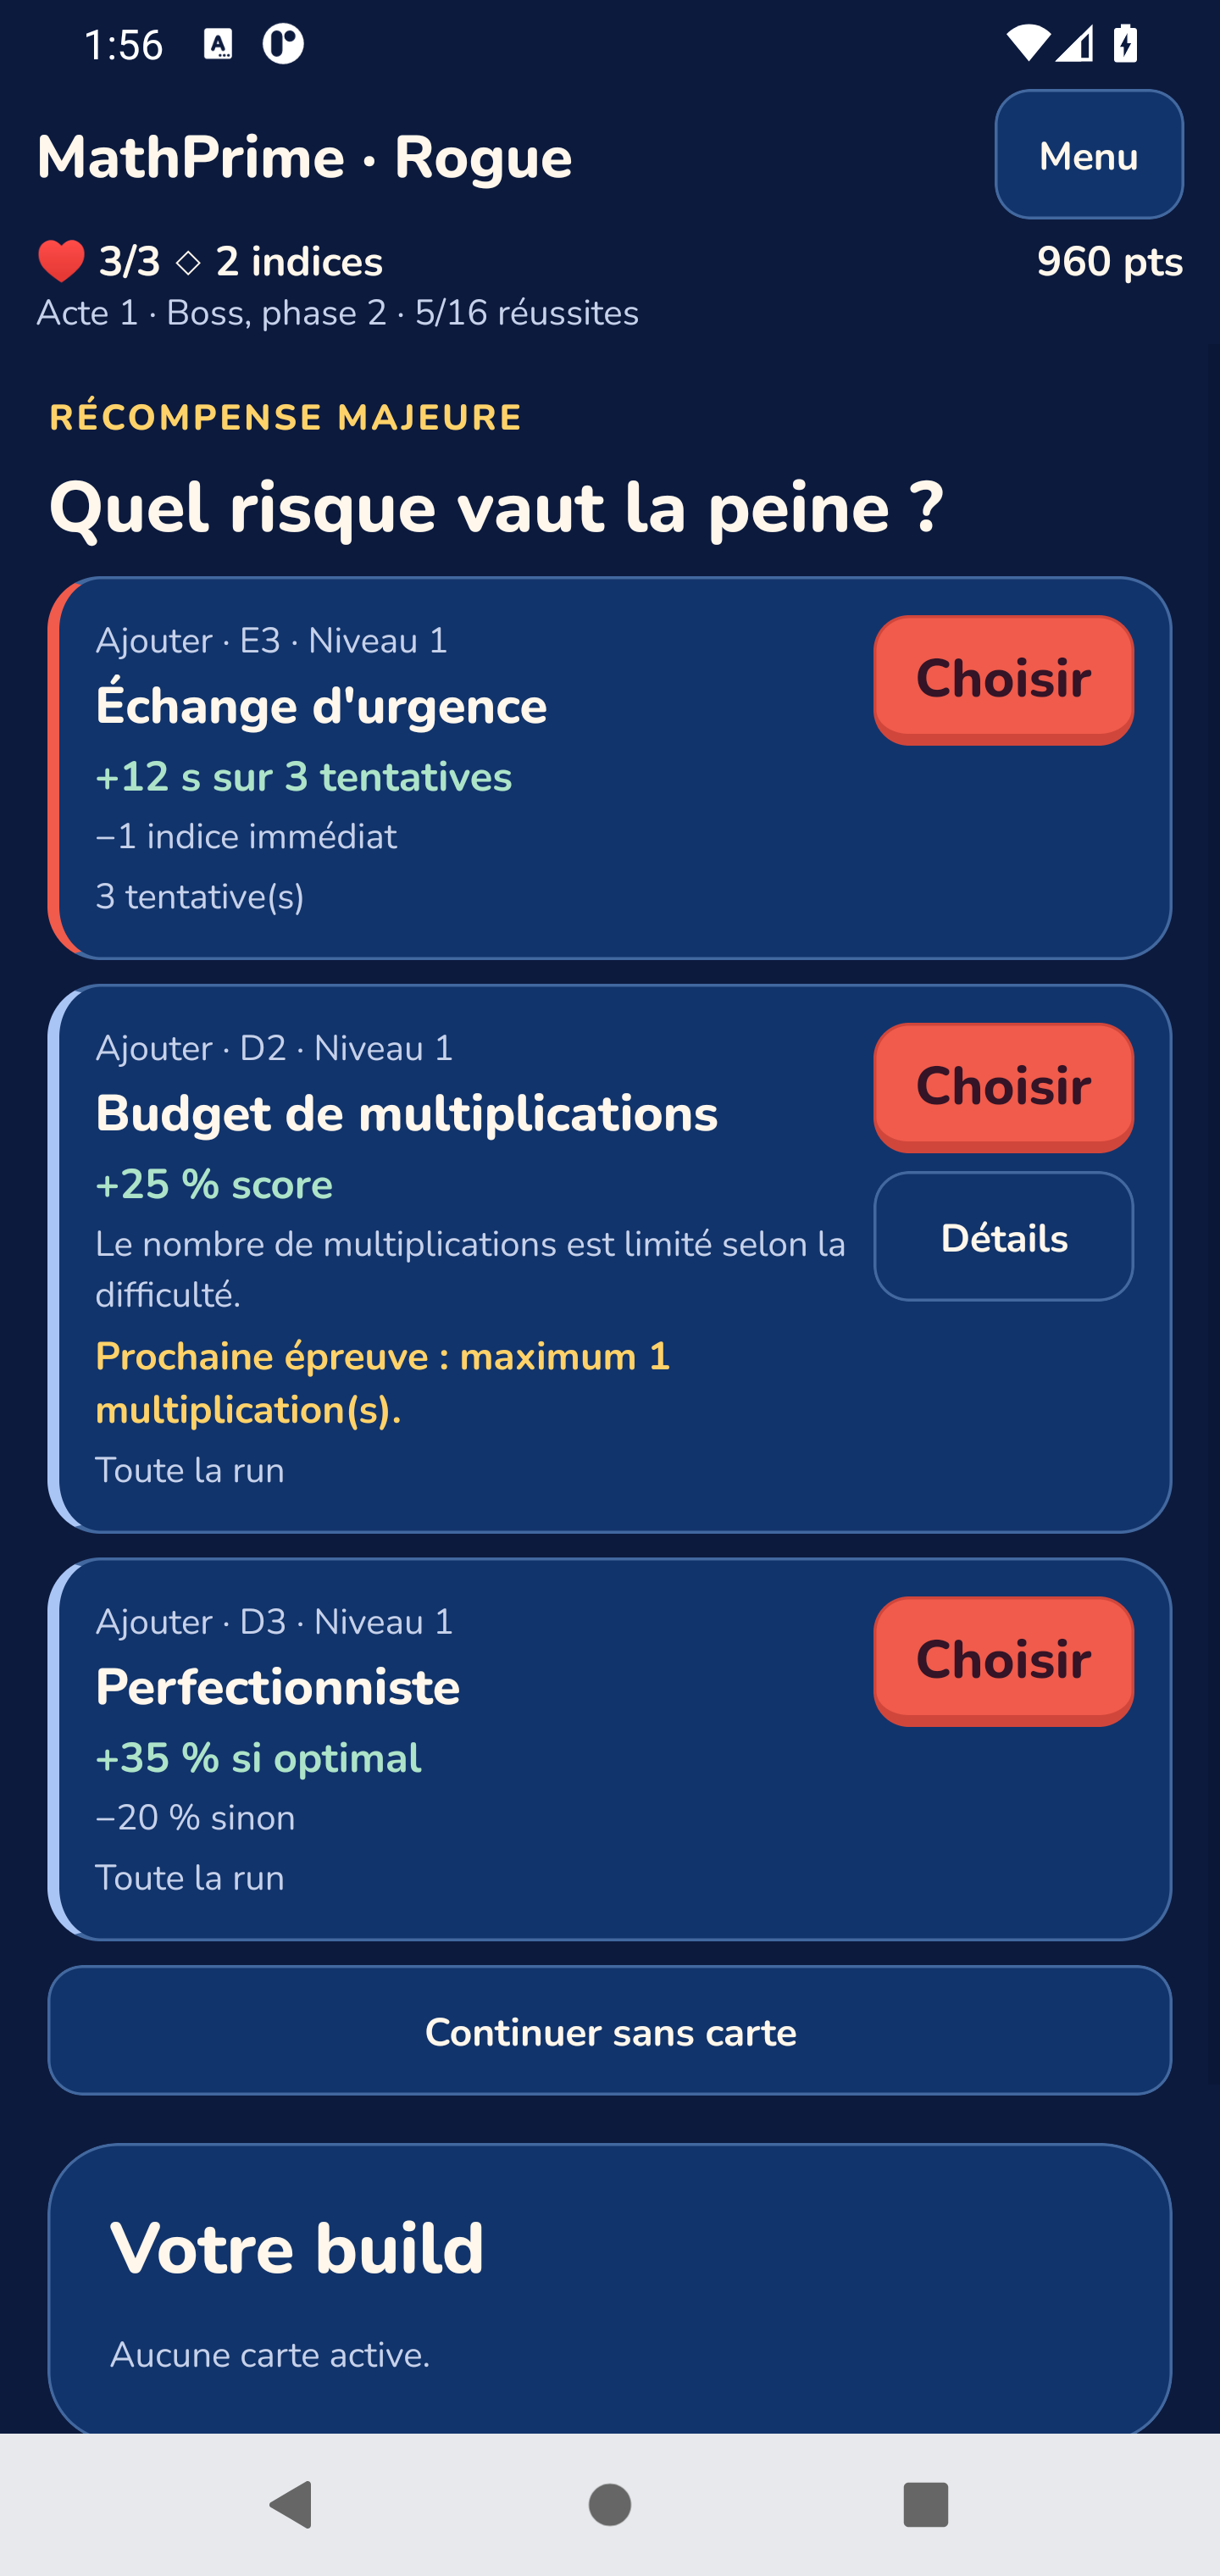 1:56
MathPrime · Rogue
Menu
3/3 ◇ 2 indices
960 pts
Acte 1 · Boss, phase 2 · 5/16 réussites
RÉCOMPENSE MAJEURE
Quel risque vaut la peine ?
Ajouter · E3 · Niveau 1
Choisir
Échange d'urgence
+12 s sur 3 tentatives
−1 indice immédiat
3 tentative(s)
Ajouter · D2 · Niveau 1
Choisir
Budget de multiplications
+25 % score
Détails
Le nombre de multiplications est limité selon la
difficulté.
Prochaine épreuve : maximum 1
multiplication(s).
Toute la run
Ajouter · D3 · Niveau 1
Choisir
Perfectionniste
+35 % si optimal
−20 % sinon
Toute la run
Continuer sans carte
Votre build
Aucune carte active.